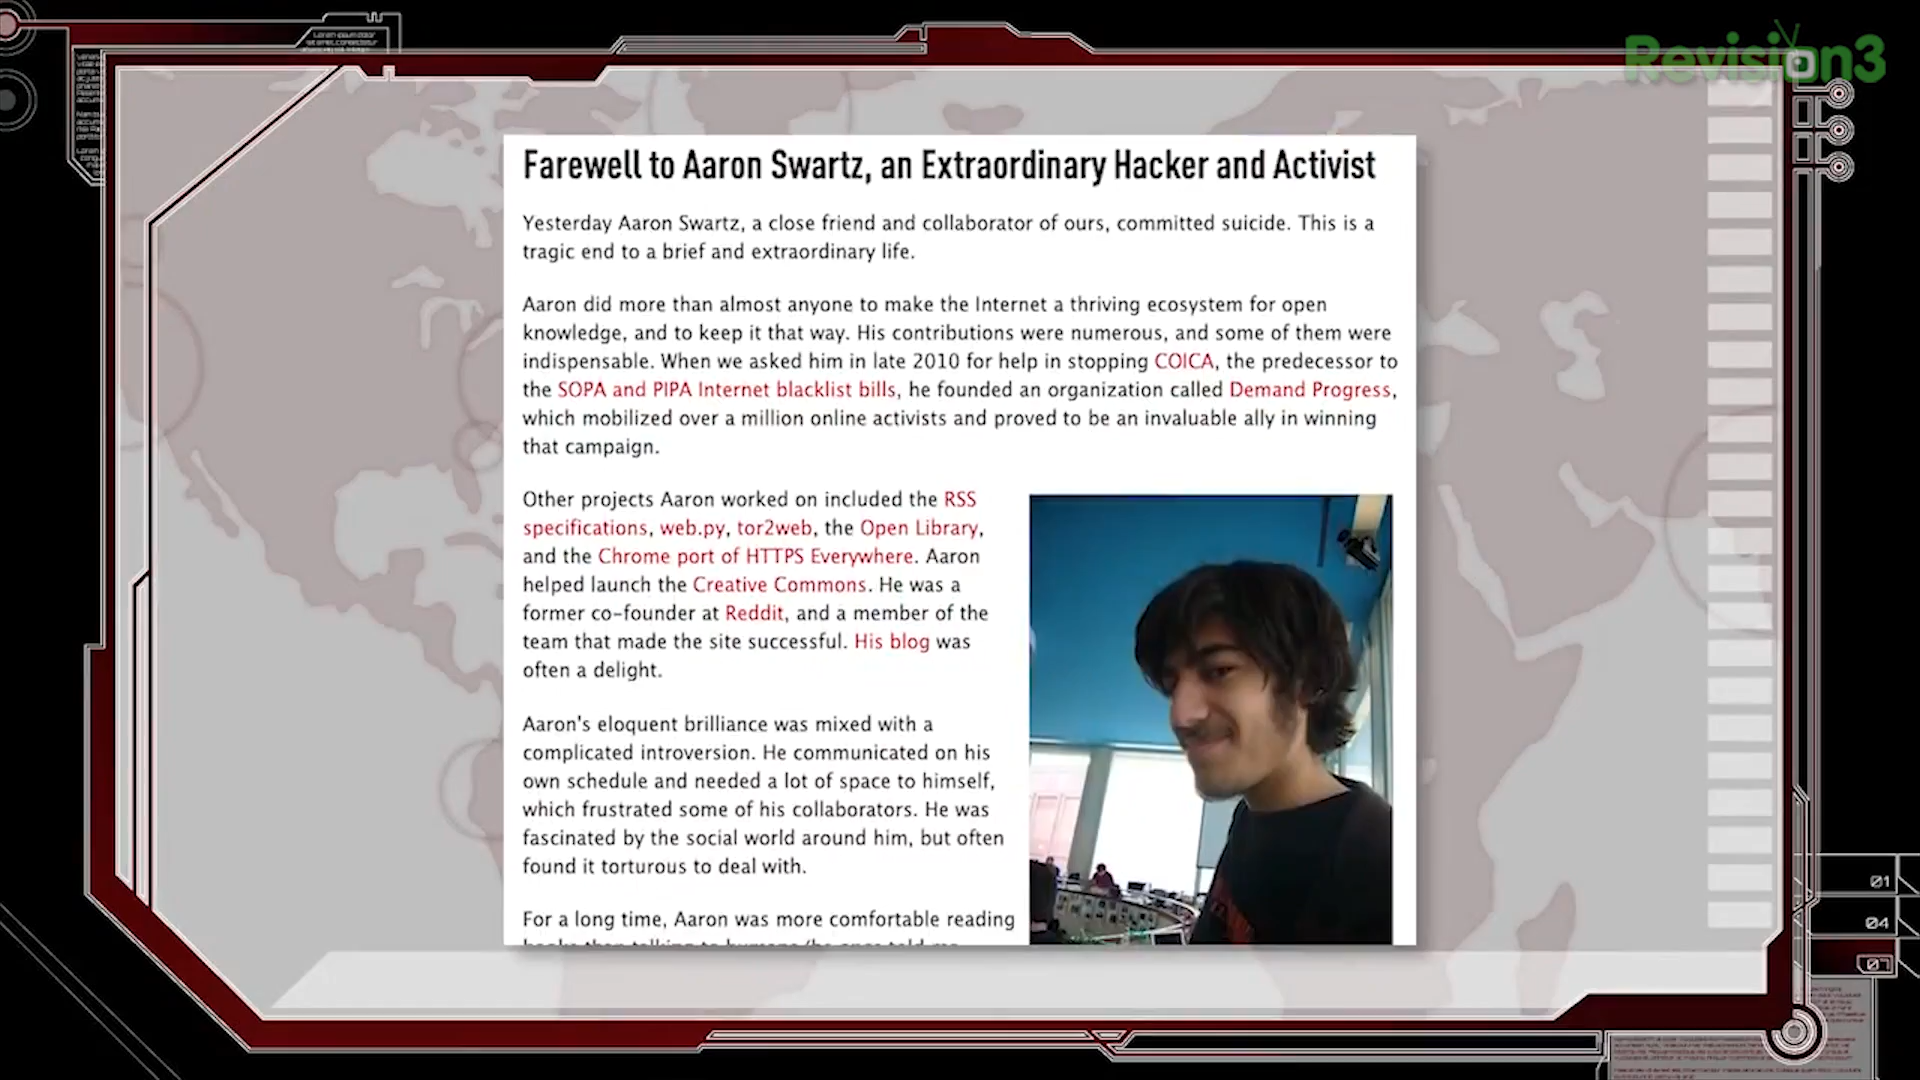 Revision3
Farewell to Aaron Swartz, an Extraordinary Hacker and Activist
Yesterday Aaron Swartz, a close friend and collaborator of ours, committed suicide. This is a
tragic end to a brief and extraordinary life.
Aaron did more than almost anyone to make the Internet a thriving ecosystem for open
knowledge, and to keep it that way. His contributions were numerous, and some of them were
indispensable. When we asked him in late 2010 for help in stopping COICA, the predecessor to
the SOPA and PIPA Internet blacklist bills, he founded an organization called Demand Progress,
which mobilized over a million online activists and proved to be an invaluable ally in winning
that campaign.
Other projects Aaron worked on included the RSS
specifications, web.py, tor2web, the Open Library,
and the Chrome port of HTTPS Everywhere. Aaron
helped launch the Creative Commons. He was a
former co-founder at Reddit, and a member of the
team that made the site successful. His blog was
often a delight.
Aaron's eloquent brilliance was mixed with a
complicated introversion. He communicated on his
own schedule and needed a lot of space to himself,
which frustrated some of his collaborators. He was
fascinated by the social world around him, but often
found it torturous to deal with.
For a long time, Aaron was more comfortable reading
01
04
07